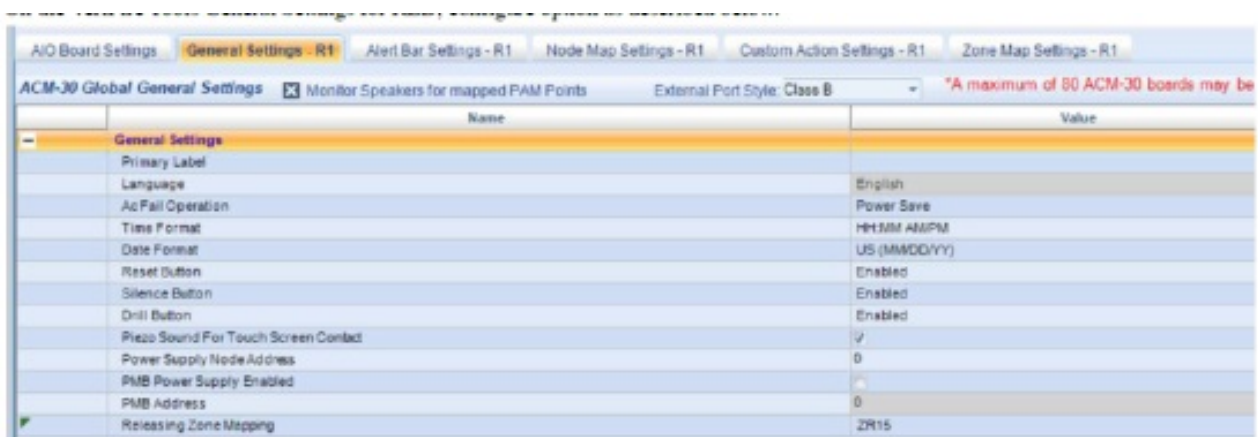 AIO Board Settings General Settings - R1 Alert Bar Settings - R1 Node Map Settings - R1 Custom Action Settings - R1 Zone Map Settings - R1
ACM-30 Global General Settings Monitor Speakers for mapped PAM Points External Port Style: Class B *A maximum of 80 ACM-30 boards may be
Name Value
General Settings
Primary Label
Language English
Ac Fail Operation Power Save
Time Format HH:MM AM/PM
Date Format US (MM/DD/YY)
Reset Button Enabled
Silence Button Enabled
Drill Button Enabled
Piezo Sound For Touch Screen Contact
Power Supply Node Address 0
PMB Power Supply Enabled
PMB Address 0
Releasing Zone Mapping ZR15